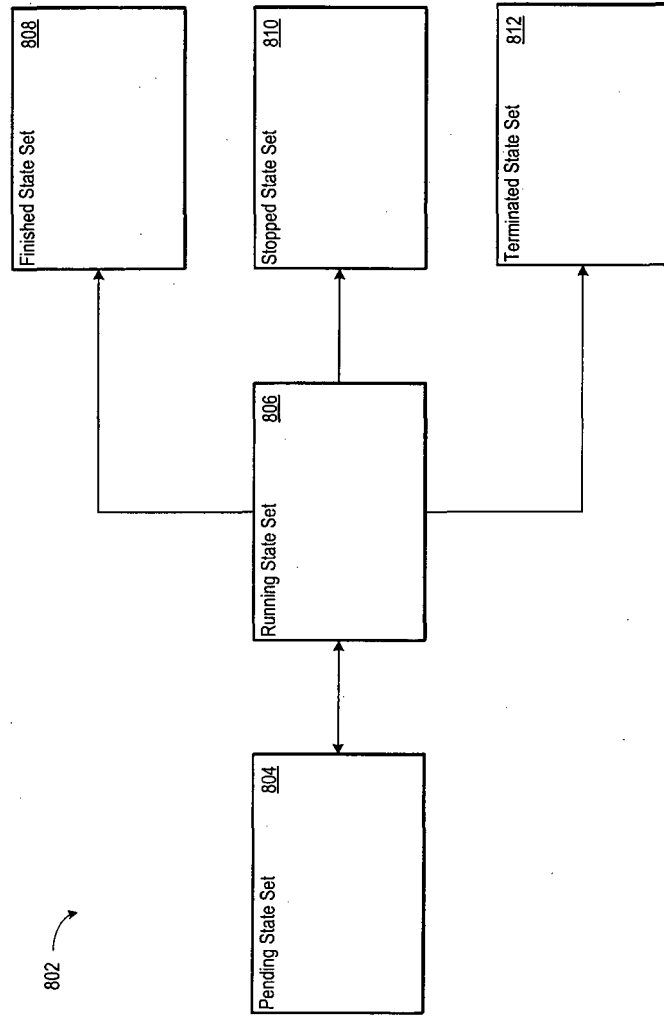 802
Pending State Set
804
Running State Set
806
Finished State Set
808
Stopped State Set
810
Terminated State Set
812